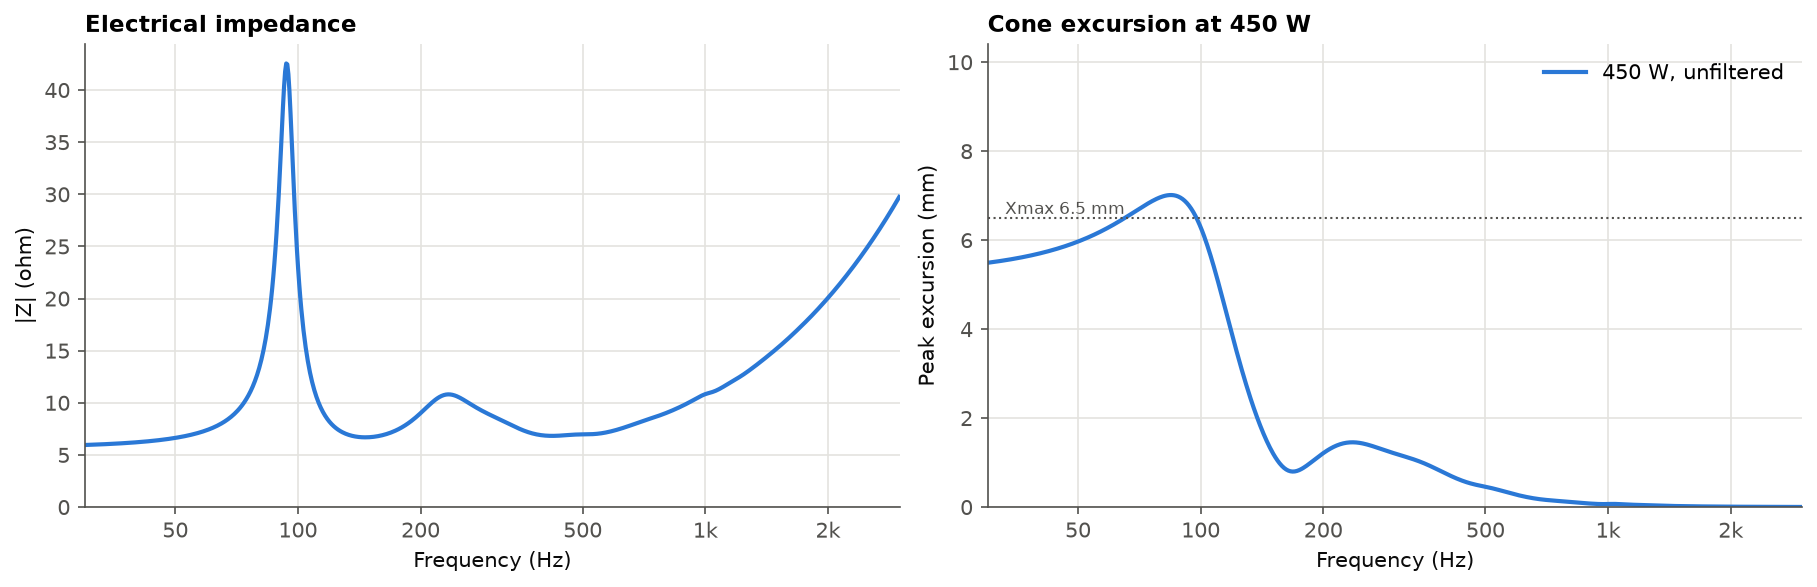 Electrical impedance
|Z| (ohm)
40
35
30
25
20
15
10
5
0
50 100 200 500 1k 2k
Frequency (Hz)
Cone excursion at 450 W
450 W, unfiltered
Xmax 6.5 mm
Peak excursion (mm)
10
8
6
4
2
0
50 100 200 500 1k 2k
Frequency (Hz)